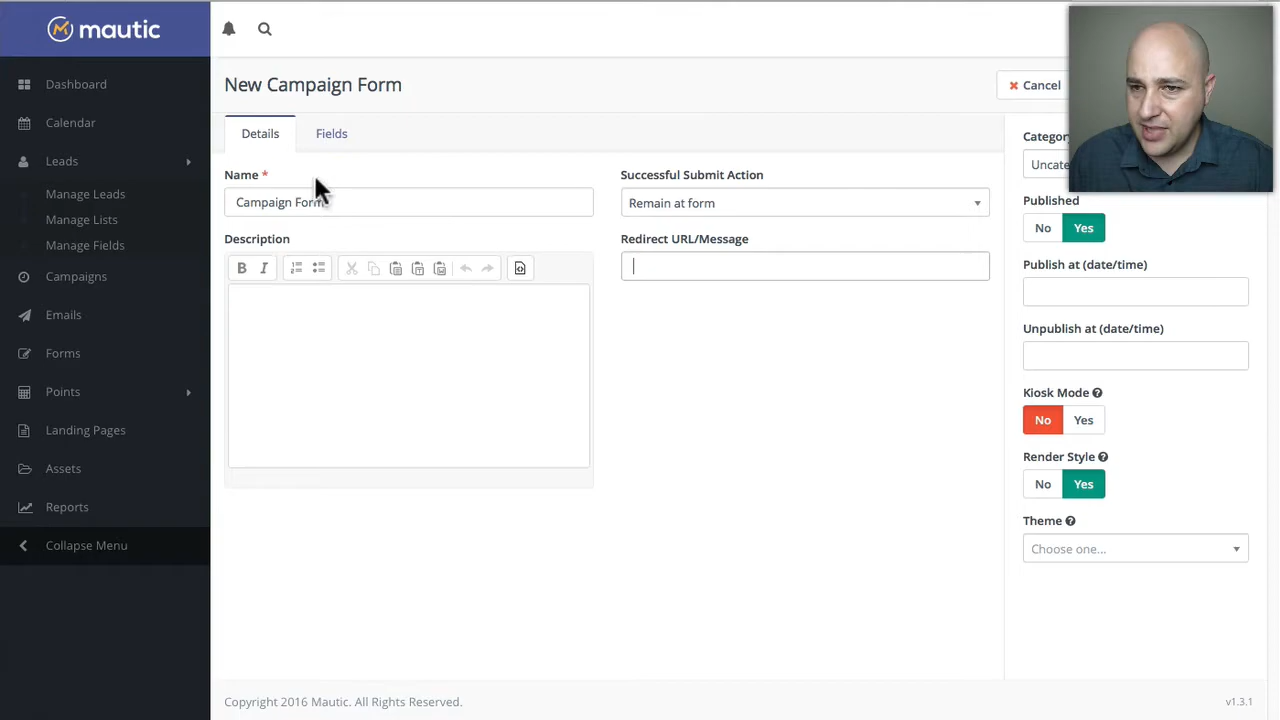 mautic
New Campaign Form
Cancel
Dashboard
Calendar
Leads
Manage Leads
Manage Lists
Manage Fields
Campaigns
Emails
Forms
Points
Landing Pages
Assets
Reports
Collapse Menu
Details
Fields
Name *
Campaign Form
Description
Successful Submit Action
Remain at form
Redirect URL/Message
Published
No Yes
Publish at (date/time)
Unpublish at (date/time)
Kiosk Mode
No Yes
Render Style
No Yes
Theme
Choose one...
Copyright 2016 Mautic. All Rights Reserved.
v1.3.1